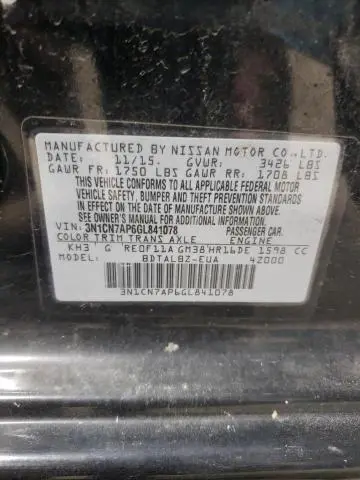 MANUFACTURED BY NISSAN MOTOR CO.,LTD.
DATE: 11/15. GVWR: 3426 LBS
GAWR FR: 1750 LBS GAWR RR: 1708 LBS
THIS VEHICLE CONFORMS TO ALL APPLICABLE FEDERAL MOTOR
VEHICLE SAFETY, BUMPER AND THEFT PREVENTION STANDARDS
IN EFFECT ON THE DATE OF MANUFACTURE SHOWN ABOVE.
SEE OWNER'S MANUAL FOR ADDITIONAL INFORMATION.
VIN: 3N1CN7AP6GL841078 PASSENGER CAR.
COLOR TRIM TRANS AXLE ENGINE
KH3 G RE0F11A GM38 HR16DE 1598 CC
MODEL: BDTALBZ-EUA 42000
3N1CN7AP6GL841078